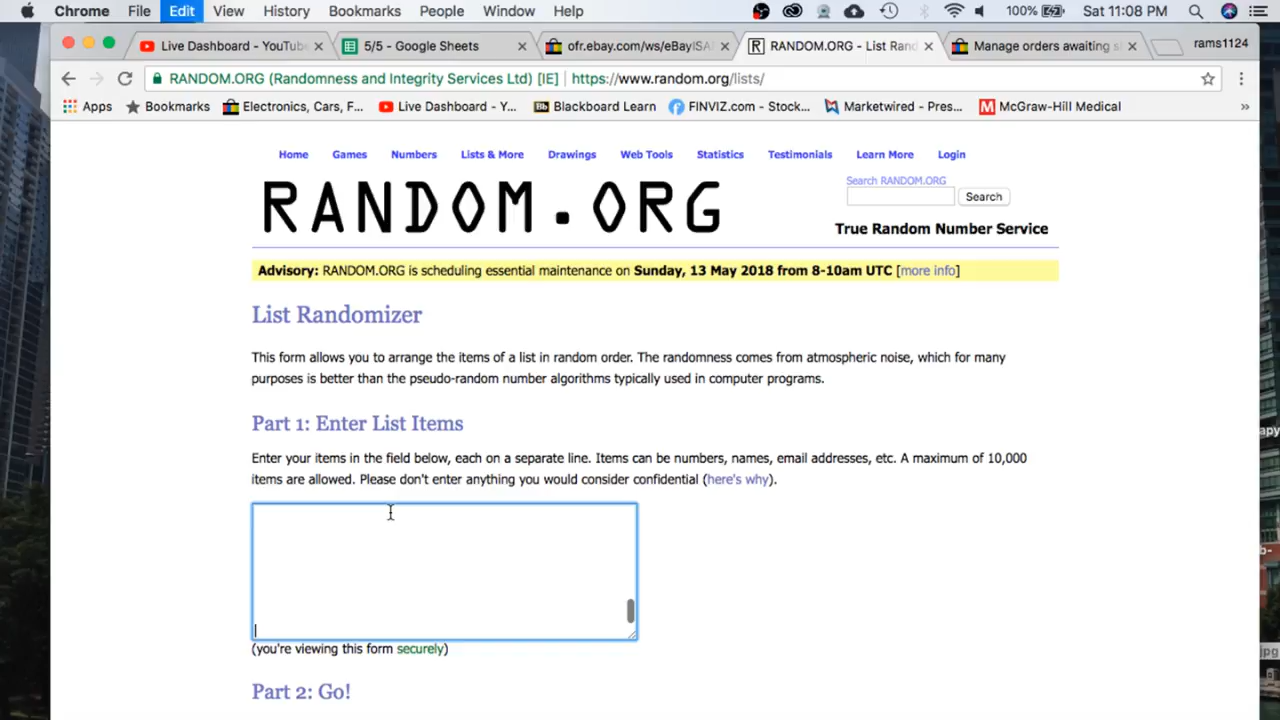 Chrome File Edit View History Bookmarks People Window Help 100% Sat 11:08 PM
Live Dashboard - YouTube 5/5 - Google Sheets ofr.ebay.com/ws/eBayISA RANDOM.ORG - List Rand Manage orders awaiting s rams1124
RANDOM.ORG (Randomness and Integrity Services Ltd) [IE] https://www.random.org/lists/
Apps Bookmarks Electronics, Cars, F... Live Dashboard - Y... Bb Blackboard Learn FINVIZ.com - Stock... Marketwired - Pres... M McGraw-Hill Medical »
Home Games Numbers Lists & More Drawings Web Tools Statistics Testimonials Learn More Login
RANDOM.ORG
Search RANDOM.ORG
Search
True Random Number Service
Advisory: RANDOM.ORG is scheduling essential maintenance on Sunday, 13 May 2018 from 8-10am UTC [more info]
List Randomizer
This form allows you to arrange the items of a list in random order. The randomness comes from atmospheric noise, which for many
purposes is better than the pseudo-random number algorithms typically used in computer programs.
Part 1: Enter List Items
Enter your items in the field below, each on a separate line. Items can be numbers, names, email addresses, etc. A maximum of 10,000
items are allowed. Please don't enter anything you would consider confidential (here's why).
(you're viewing this form securely)
Part 2: Go!
apy
b-
jpg